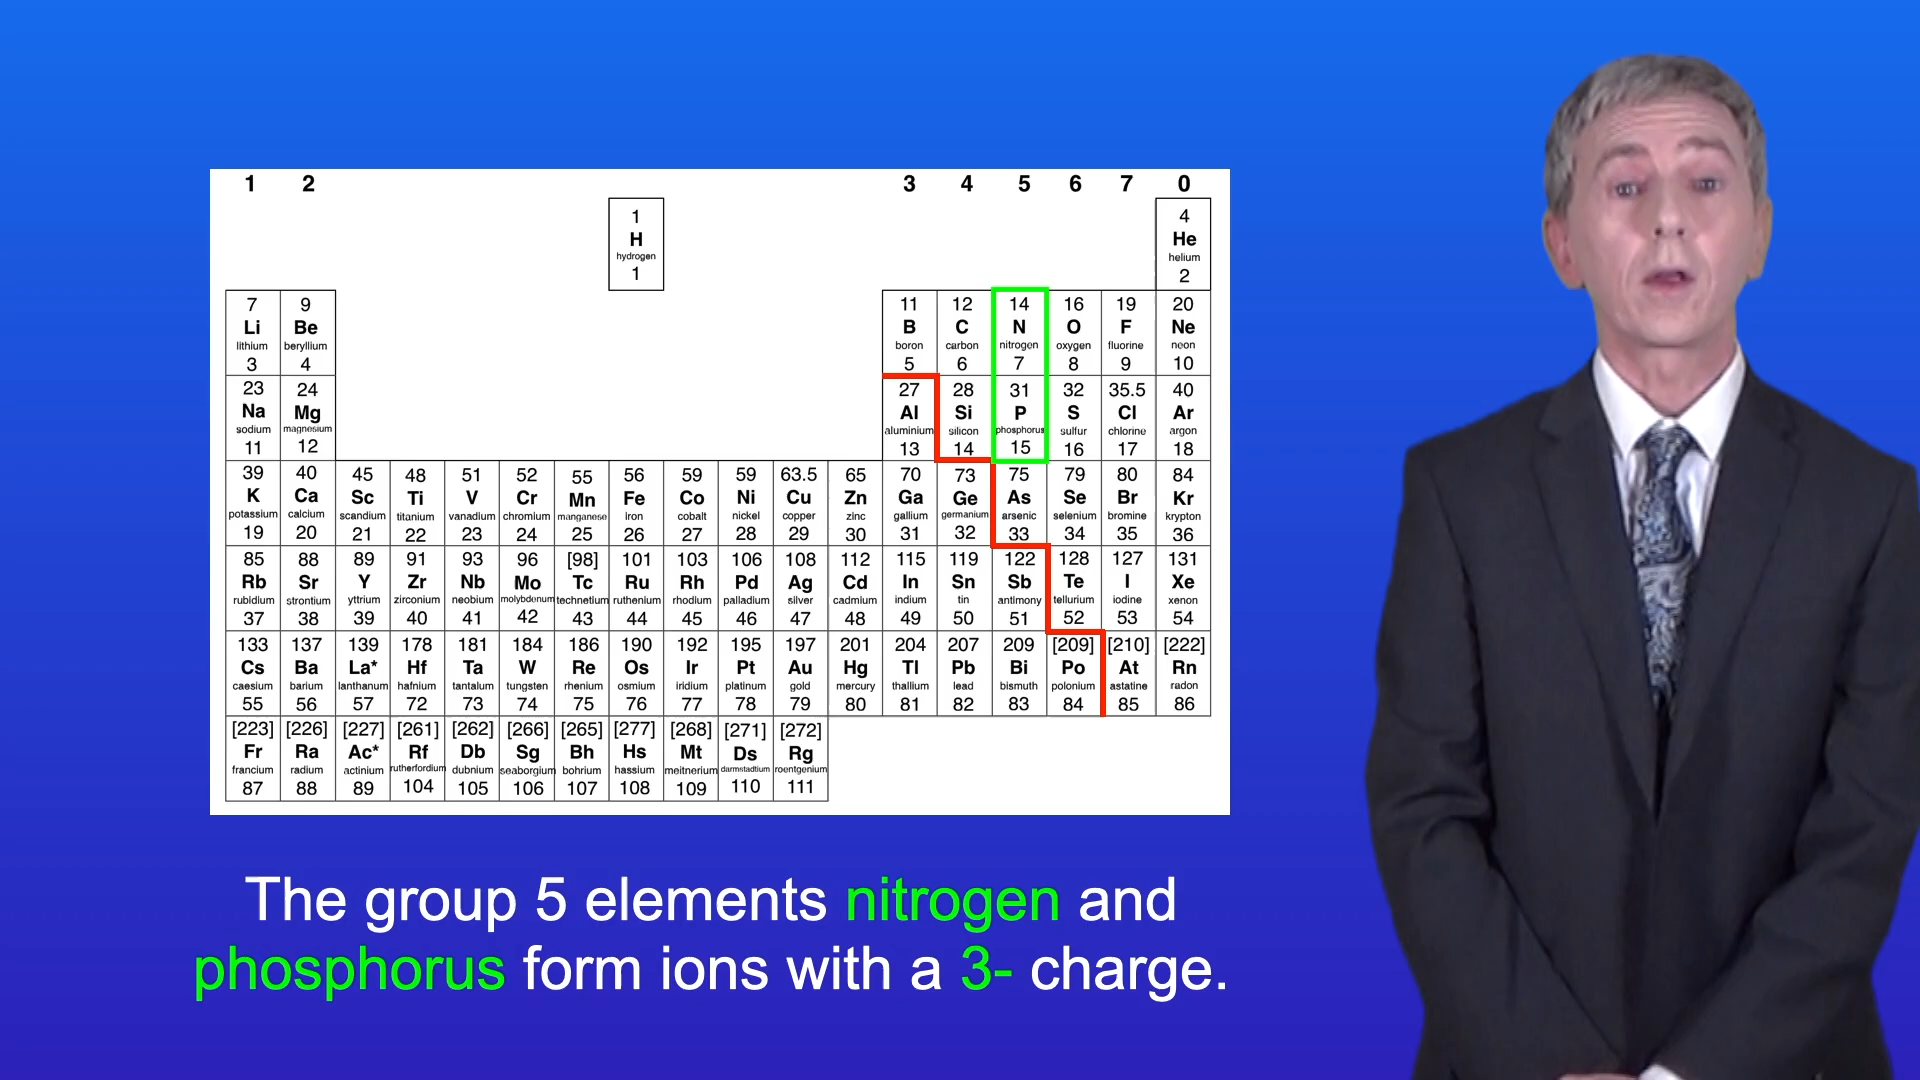 1 2 3 4 5 6 7 0
1 4
H He
hydrogen helium
1 2
7 9 11 12 14 16 19 20
Li Be B C N O F Ne
lithium beryllium boron carbon nitrogen oxygen fluorine neon
3 4 5 6 7 8 9 10
23 24 27 28 31 32 35.5 40
Na Mg Al Si P S Cl Ar
sodium magnesium aluminium silicon phosphorus sulfur chlorine argon
11 12 13 14 15 16 17 18
39 40 45 48 51 52 55 56 59 59 63.5 65 70 73 75 79 80 84
K Ca Sc Ti V Cr Mn Fe Co Ni Cu Zn Ga Ge As Se Br Kr
potassium calcium scandium titanium vanadium chromium manganese iron cobalt nickel copper zinc gallium germanium arsenic selenium bromine krypton
19 20 21 22 23 24 25 26 27 28 29 30 31 32 33 34 35 36
85 88 89 91 93 96 [98] 101 103 106 108 112 115 119 122 128 127 131
Rb Sr Y Zr Nb Mo Tc Ru Rh Pd Ag Cd In Sn Sb Te I Xe
rubidium strontium yttrium zirconium neobium molybdenum technetium ruthenium rhodium palladium silver cadmium indium tin antimony tellurium iodine xenon
37 38 39 40 41 42 43 44 45 46 47 48 49 50 51 52 53 54
133 137 139 178 181 184 186 190 192 195 197 201 204 207 209 [209] [210] [222]
Cs Ba La* Hf Ta W Re Os Ir Pt Au Hg Tl Pb Bi Po At Rn
caesium barium lanthanum hafnium tantalum tungsten rhenium osmium iridium platinum gold mercury thallium lead bismuth polonium astatine radon
55 56 57 72 73 74 75 76 77 78 79 80 81 82 83 84 85 86
[223] [226] [227] [261] [262] [266] [265] [277] [268] [271] [272]
Fr Ra Ac* Rf Db Sg Bh Hs Mt Ds Rg
francium radium actinium rutherfordium dubnium seaborgium bohrium hassium meitnerium darmstadtium roentgenium
87 88 89 104 105 106 107 108 109 110 111
The group 5 elements nitrogen and
phosphorus form ions with a 3- charge.